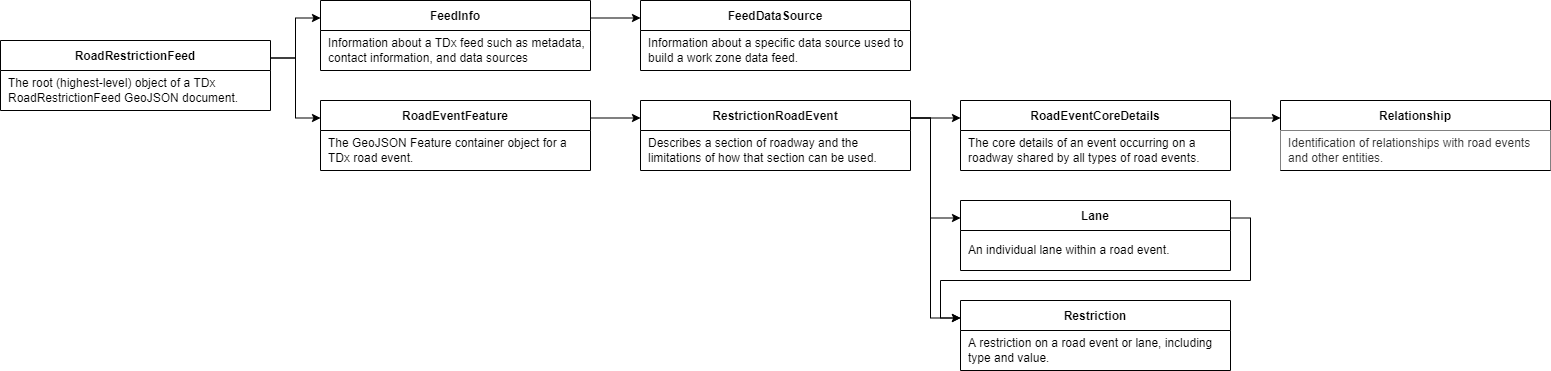 RoadRestrictionFeed
The root (highest-level) object of a TDx
RoadRestrictionFeed GeoJSON document.
FeedInfo
Information about a TDx feed such as metadata,
contact information, and data sources
FeedDataSource
Information about a specific data source used to
build a work zone data feed.
RoadEventFeature
The GeoJSON Feature container object for a
TDx road event.
RestrictionRoadEvent
Describes a section of roadway and the
limitations of how that section can be used.
RoadEventCoreDetails
The core details of an event occurring on a
roadway shared by all types of road events.
Relationship
Identification of relationships with road events
and other entities.
Lane
An individual lane within a road event.
Restriction
A restriction on a road event or lane, including
type and value.